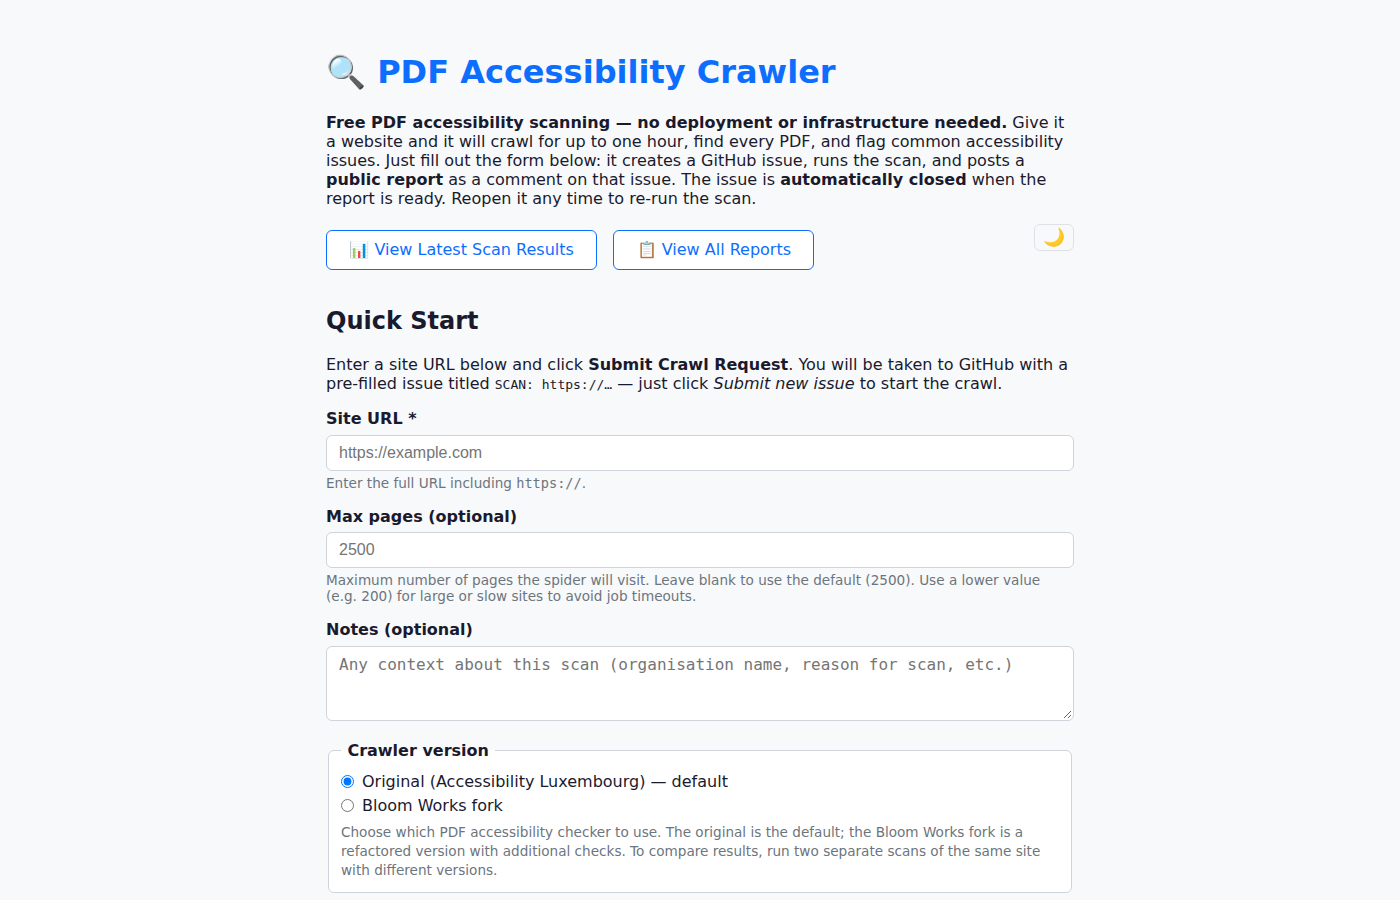 🔍 PDF Accessibility Crawler
Free PDF accessibility scanning — no deployment or infrastructure needed. Give it
a website and it will crawl for up to one hour, find every PDF, and flag common accessibility
issues. Just fill out the form below: it creates a GitHub issue, runs the scan, and posts a
public report as a comment on that issue. The issue is automatically closed when the
report is ready. Reopen it any time to re-run the scan.
📊 View Latest Scan Results
📋 View All Reports
🌙
Quick Start
Enter a site URL below and click Submit Crawl Request. You will be taken to GitHub with a
pre-filled issue titled SCAN: https://… — just click Submit new issue to start the crawl.
Site URL *
https://example.com
Enter the full URL including https://.
Max pages (optional)
2500
Maximum number of pages the spider will visit. Leave blank to use the default (2500). Use a lower value
(e.g. 200) for large or slow sites to avoid job timeouts.
Notes (optional)
Any context about this scan (organisation name, reason for scan, etc.)
Crawler version
Original (Accessibility Luxembourg) — default
Bloom Works fork
Choose which PDF accessibility checker to use. The original is the default; the Bloom Works fork is a
refactored version with additional checks. To compare results, run two separate scans of the same site
with different versions.